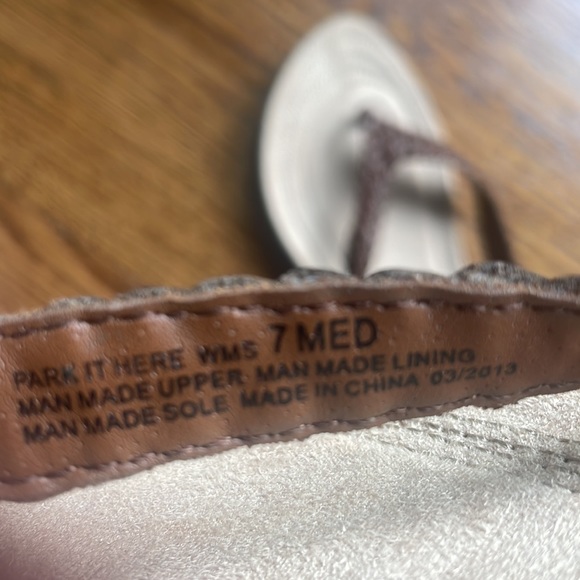 PARK IT HERE WMS 7 MED
MAN MADE UPPER MAN MADE LINING
MAN MADE SOLE MADE IN CHINA 03/2013